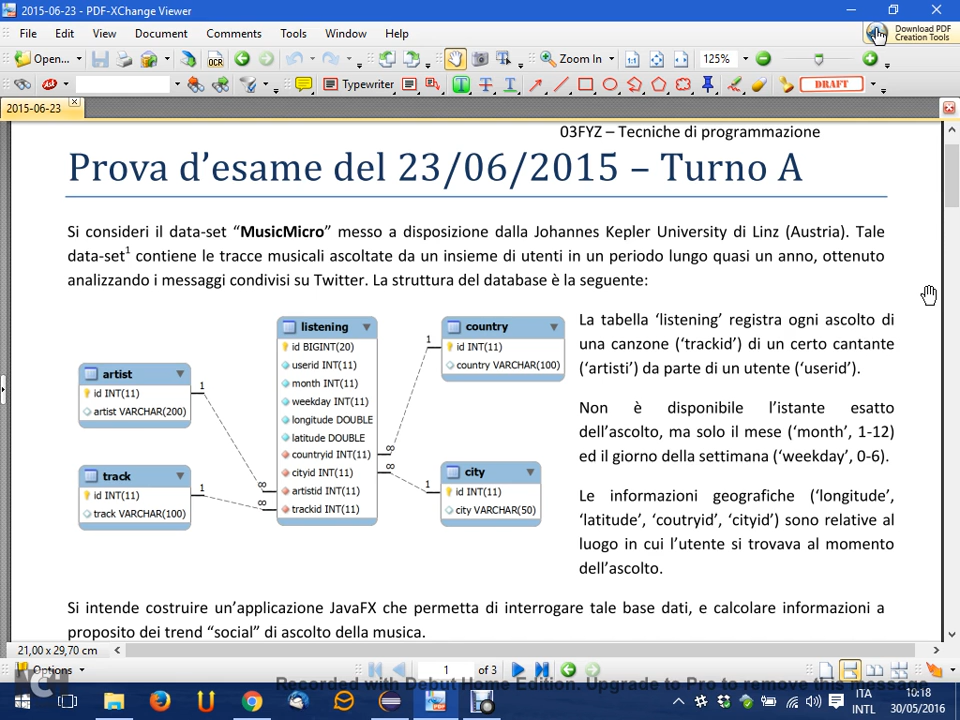 2015-06-23 - PDF-XChange Viewer
File Edit View Document Comments Tools Window Help
Download PDF
Creation Tools
Open...
OCR
Zoom In
125%
Typewriter
DRAFT
2015-06-23
03FYZ – Tecniche di programmazione
Prova d’esame del 23/06/2015 – Turno A
Si consideri il data-set “MusicMicro” messo a disposizione dalla Johannes Kepler University di Linz (Austria). Tale
data-set1 contiene le tracce musicali ascoltate da un insieme di utenti in un periodo lungo quasi un anno, ottenuto
analizzando i messaggi condivisi su Twitter. La struttura del database è la seguente:
artist
id INT(11)
artist VARCHAR(200)
track
id INT(11)
track VARCHAR(100)
1
1
∞
∞
listening
id BIGINT(20)
userid INT(11)
month INT(11)
weekday INT(11)
longitude DOUBLE
latitude DOUBLE
countryid INT(11)
cityid INT(11)
artistid INT(11)
trackid INT(11)
∞
∞
1
1
country
id INT(11)
country VARCHAR(100)
city
id INT(11)
city VARCHAR(50)
La tabella ‘listening’ registra ogni ascolto di
una canzone (‘trackid’) di un certo cantante
(‘artisti’) da parte di un utente (‘userid’).
Non è disponibile l’istante esatto
dell’ascolto, ma solo il mese (‘month’, 1-12)
ed il giorno della settimana (‘weekday’, 0-6).
Le informazioni geografiche (‘longitude’,
‘latitude’, ‘coutryid’, ‘cityid’) sono relative al
luogo in cui l’utente si trovava al momento
dell’ascolto.
Si intende costruire un’applicazione JavaFX che permetta di interrogare tale base dati, e calcolare informazioni a
proposito dei trend “social” di ascolto della musica.
21,00 x 29,70 cm
Options
1 of 3
Recorded with Debut Home Edition. Upgrade to Pro to remove this message
ITA
INTL
10:18
30/05/2016